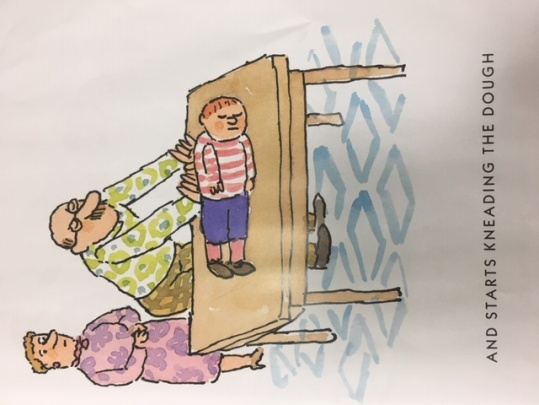 AND STARTS KNEADING THE DOUGH